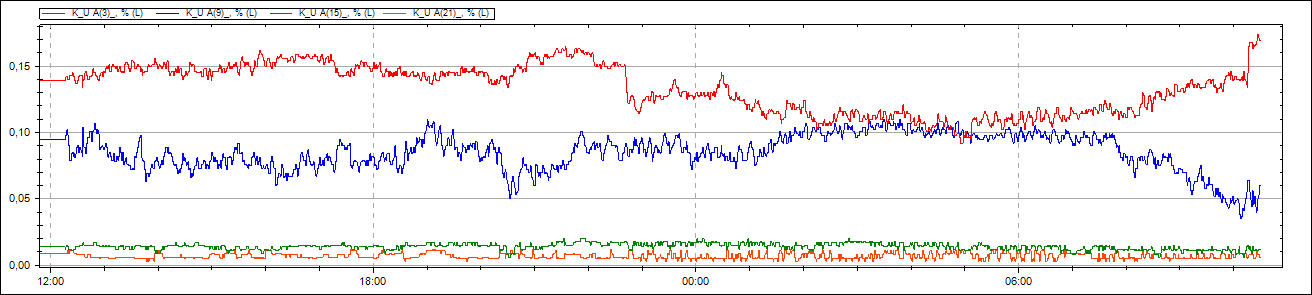 K_U A(3)_, % (L) K_U A(9)_, % (L) K_U A(15)_, % (L) K_U A(21)_, % (L)
0,15
0,10
0,05
0,00
12:00 18:00 00:00 06:00